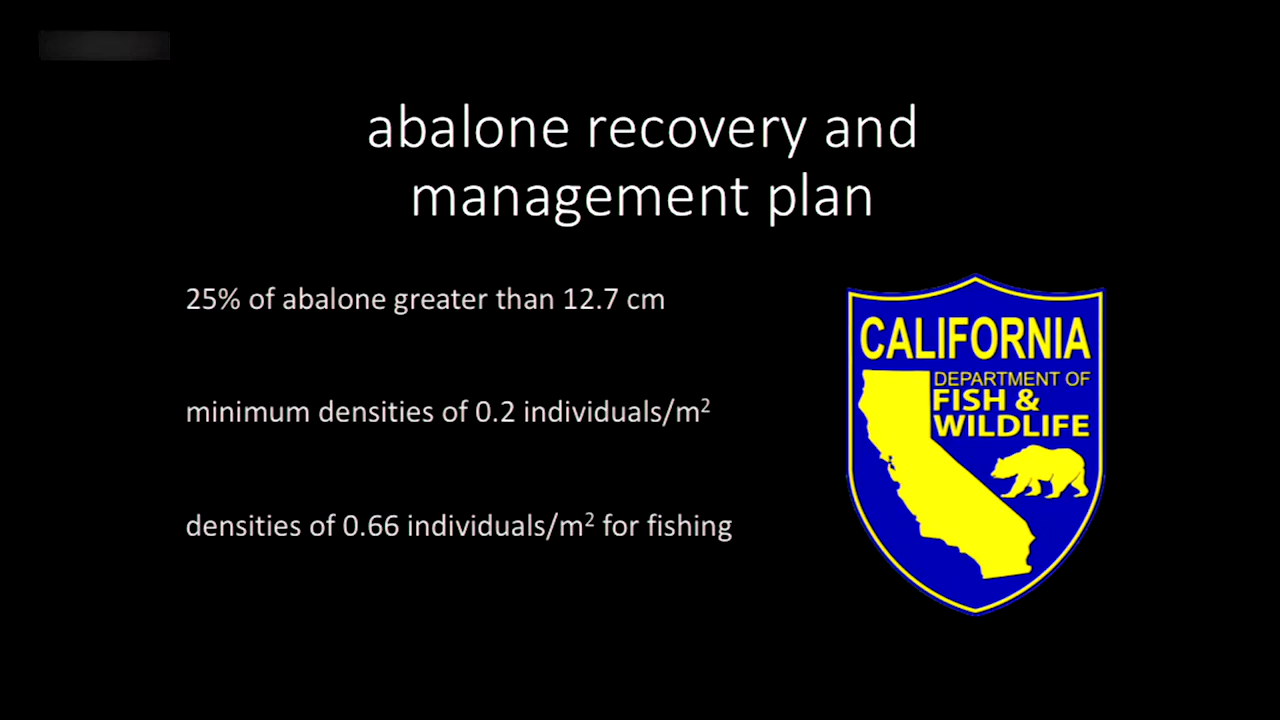 abalone recovery and
management plan
25% of abalone greater than 12.7 cm
minimum densities of 0.2 individuals/m²
densities of 0.66 individuals/m² for fishing
CALIFORNIA
DEPARTMENT OF
FISH &
WILDLIFE